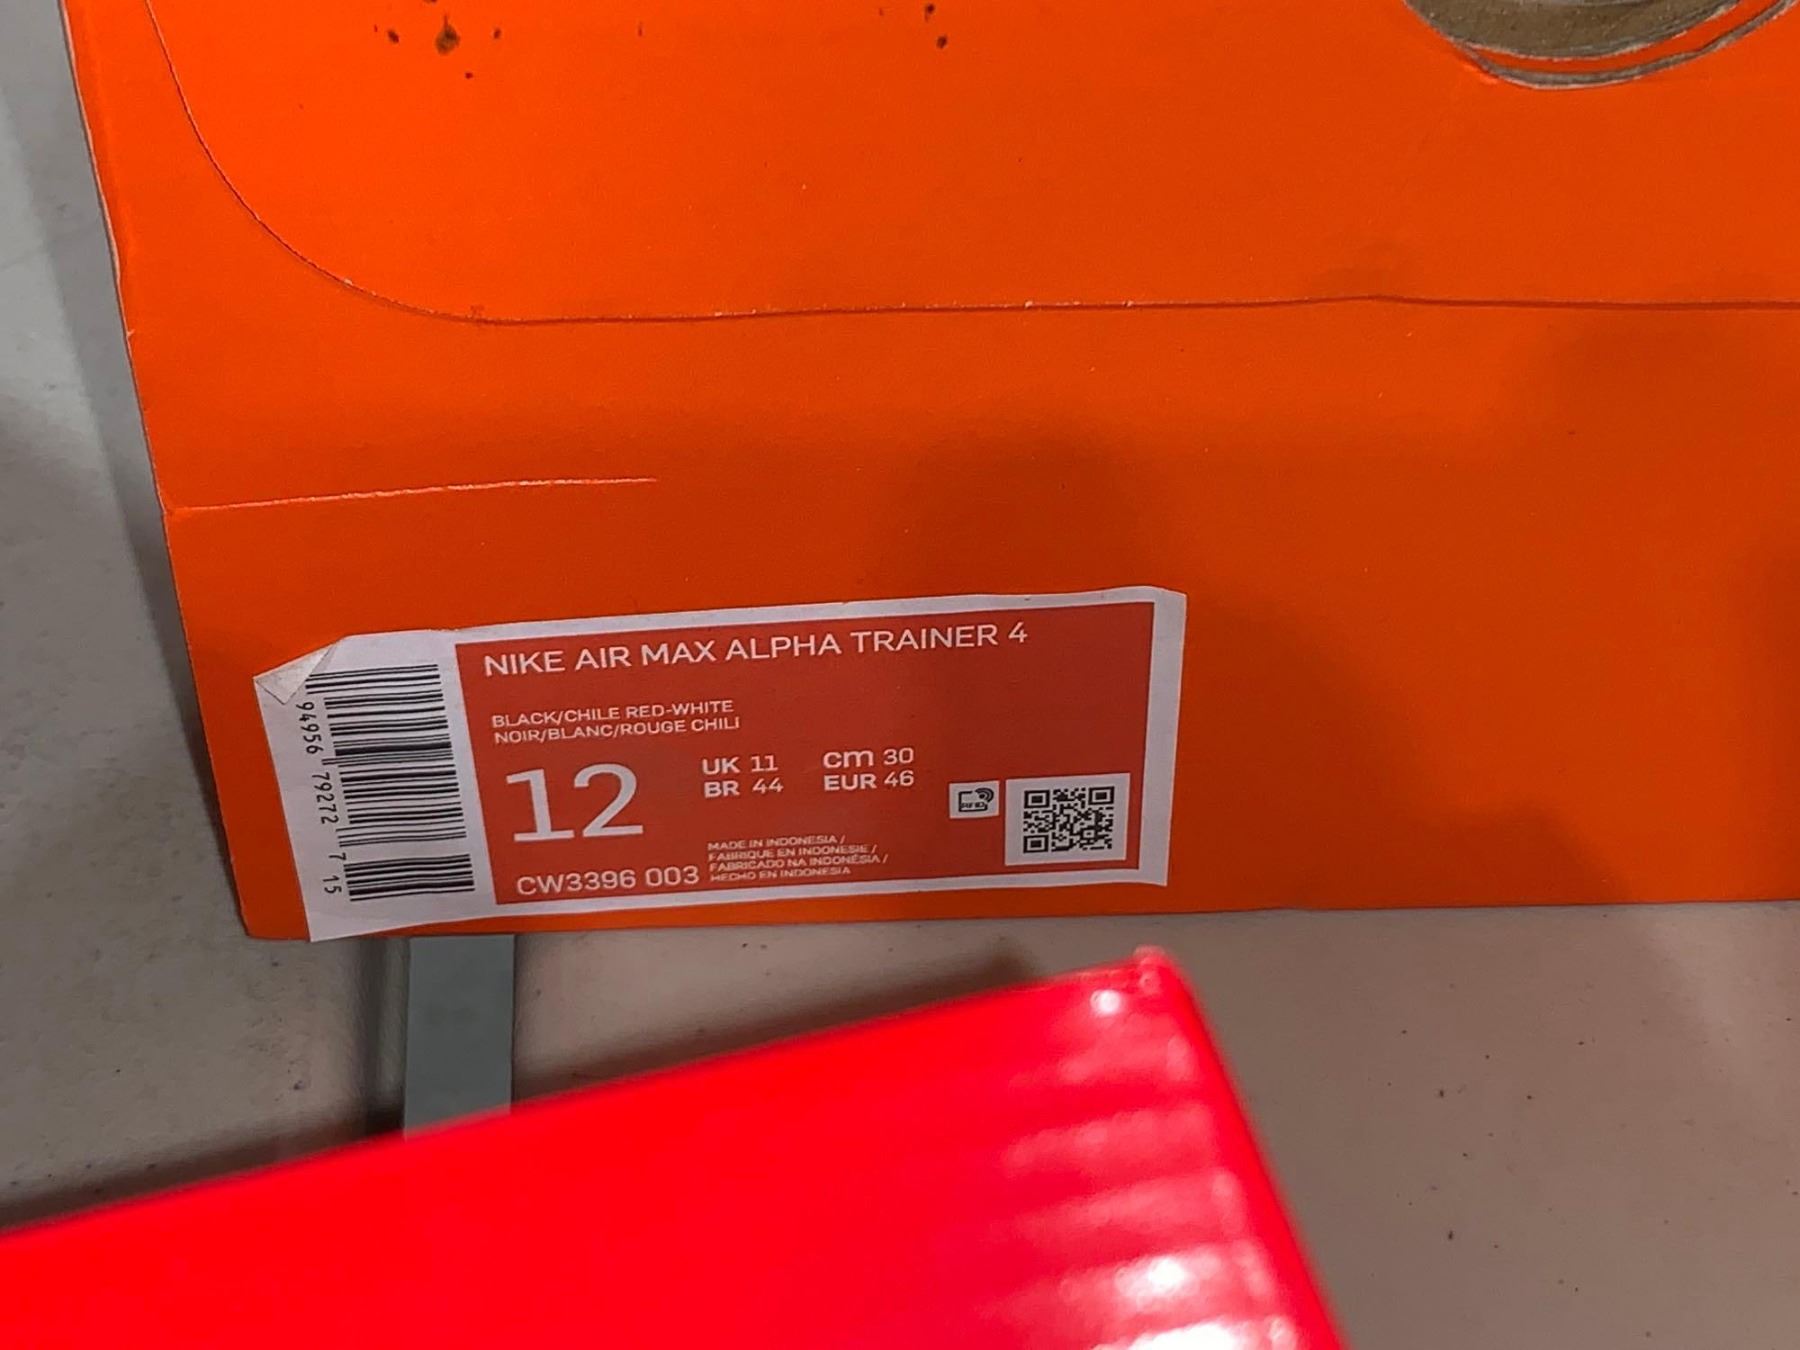 NIKE AIR MAX ALPHA TRAINER 4
BLACK/CHILE RED-WHITE
NOIR/BLANC/ROUGE CHILI
12
UK 11
BR 44
cm 30
EUR 46
RFID
CW3396 003
MADE IN INDONESIA /
FABRIQUE EN INDONESIE /
FABRICADO NA INDONÉSIA /
HECHO EN INDONESIA
94956 79272 7 15